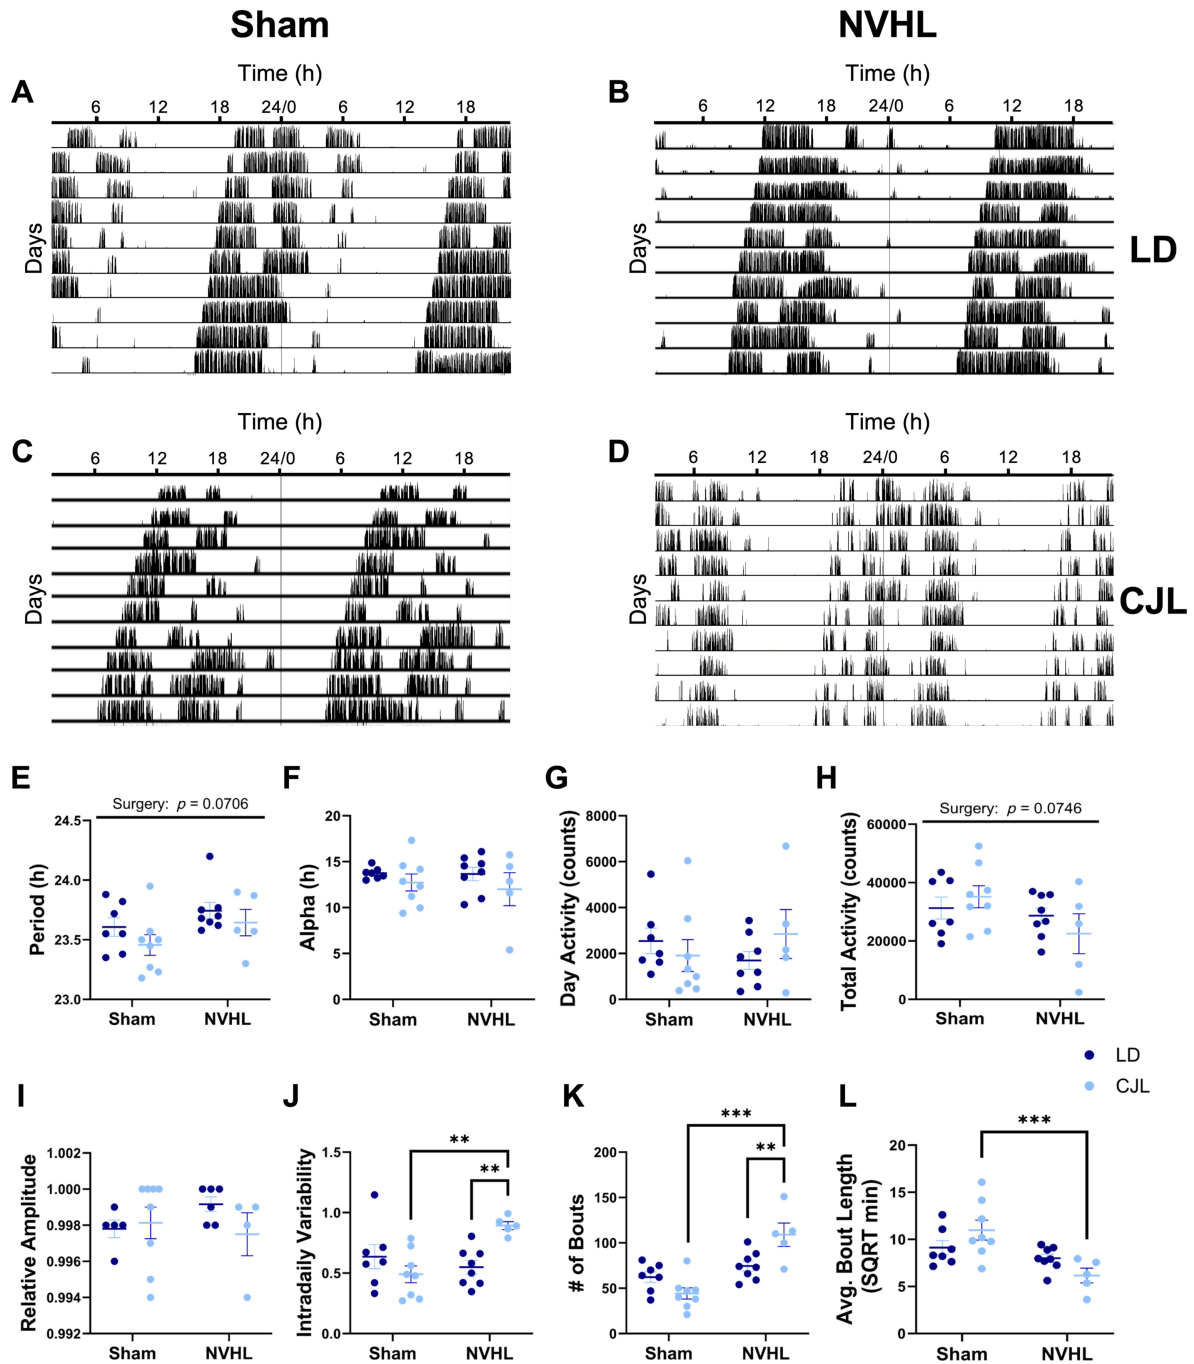 Sham
NVHL
Time (h)
Time (h)
A
B
6 12 18 24/0 6 12 18
6 12 18 24/0 6 12 18
Days
Days
LD
Time (h)
Time (h)
C
D
6 12 18 24/0 6 12 18
6 12 18 24/0 6 12 18
Days
Days
CJL
E
F
G
H
Surgery: p = 0.0706
24.5
24.0
23.5
23.0
Period (h)
Sham NVHL
20
15
10
5
0
Alpha (h)
Sham NVHL
8000
6000
4000
2000
0
Day Activity (counts)
Sham NVHL
Surgery: p = 0.0746
60000
40000
20000
0
Total Activity (counts)
Sham NVHL
LD
CJL
I
J
K
L
1.002
1.000
0.998
0.996
0.994
0.992
Relative Amplitude
Sham NVHL
**
**
1.5
1.0
0.5
0.0
Intradaily Variability
Sham NVHL
***
**
200
150
100
50
0
# of Bouts
Sham NVHL
***
20
15
10
5
0
Avg. Bout Length
(SQRT min)
Sham NVHL